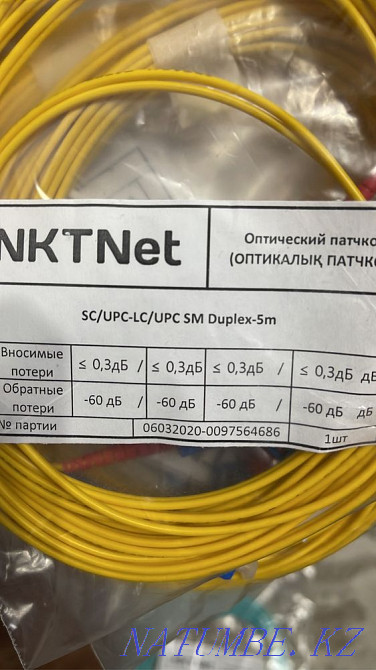 NKTNet
Оптический патчко
(ОПТИКАЛЫҚ ПАТЧКО
SC/UPC-LC/UPC SM Duplex-5m
Вносимые потери ≤ 0,3дБ / ≤ 0,3дБ ≤ 0,3дБ / ≤ 0,3дБ дБ
Обратные потери -60 дБ / -60 дБ -60 дБ / -60 дБ дБ
№ партии 06032020-0097564686 1шт
NATUMBE.KZ